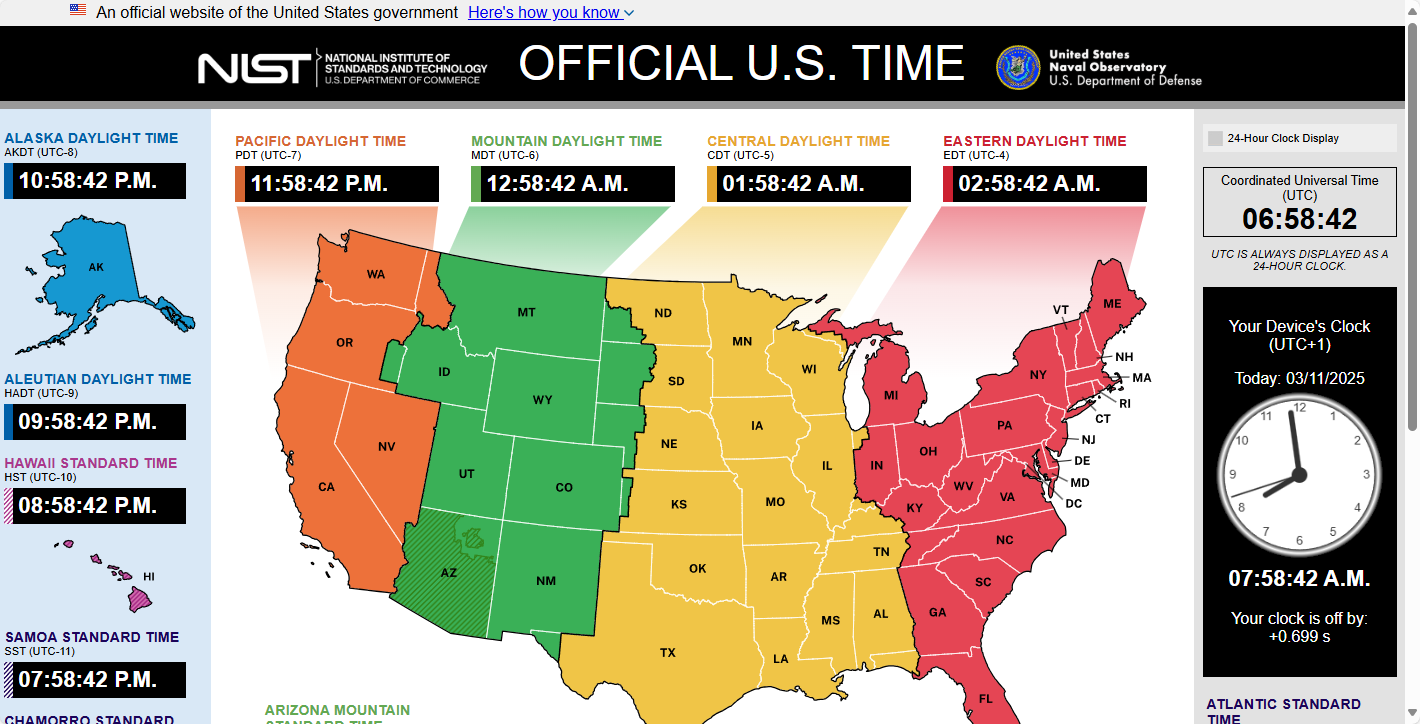 An official website of the United States government Here's how you know
NIST
NATIONAL INSTITUTE OF
STANDARDS AND TECHNOLOGY
U.S. DEPARTMENT OF COMMERCE
OFFICIAL U.S. TIME
United States
Naval Observatory
U.S. Department of Defense
ALASKA DAYLIGHT TIME
AKDT (UTC-8)
10:58:42 P.M.
AK
ALEUTIAN DAYLIGHT TIME
HADT (UTC-9)
09:58:42 P.M.
HAWAII STANDARD TIME
HST (UTC-10)
08:58:42 P.M.
HI
SAMOA STANDARD TIME
SST (UTC-11)
07:58:42 P.M.
CHAMORRO STANDARD
PACIFIC DAYLIGHT TIME
PDT (UTC-7)
11:58:42 P.M.
MOUNTAIN DAYLIGHT TIME
MDT (UTC-6)
12:58:42 A.M.
CENTRAL DAYLIGHT TIME
CDT (UTC-5)
01:58:42 A.M.
EASTERN DAYLIGHT TIME
EDT (UTC-4)
02:58:42 A.M.
WA
OR
CA
NV
MT
ID
WY
UT
CO
AZ
NM
ND
SD
NE
KS
OK
TX
MN
IA
MO
AR
LA
WI
IL
TN
MS
AL
MI
IN
OH
KY
WV
VA
NC
SC
GA
FL
PA
NY
VT
ME
NH
MA
RI
CT
NJ
DE
MD
DC
ARIZONA MOUNTAIN
STANDARD TIME
24-Hour Clock Display
Coordinated Universal Time
(UTC)
06:58:42
UTC IS ALWAYS DISPLAYED AS A
24-HOUR CLOCK.
Your Device's Clock
(UTC+1)
Today: 03/11/2025
12
1
2
3
4
5
6
7
8
9
10
11
07:58:42 A.M.
Your clock is off by:
+0.699 s
ATLANTIC STANDARD
TIME